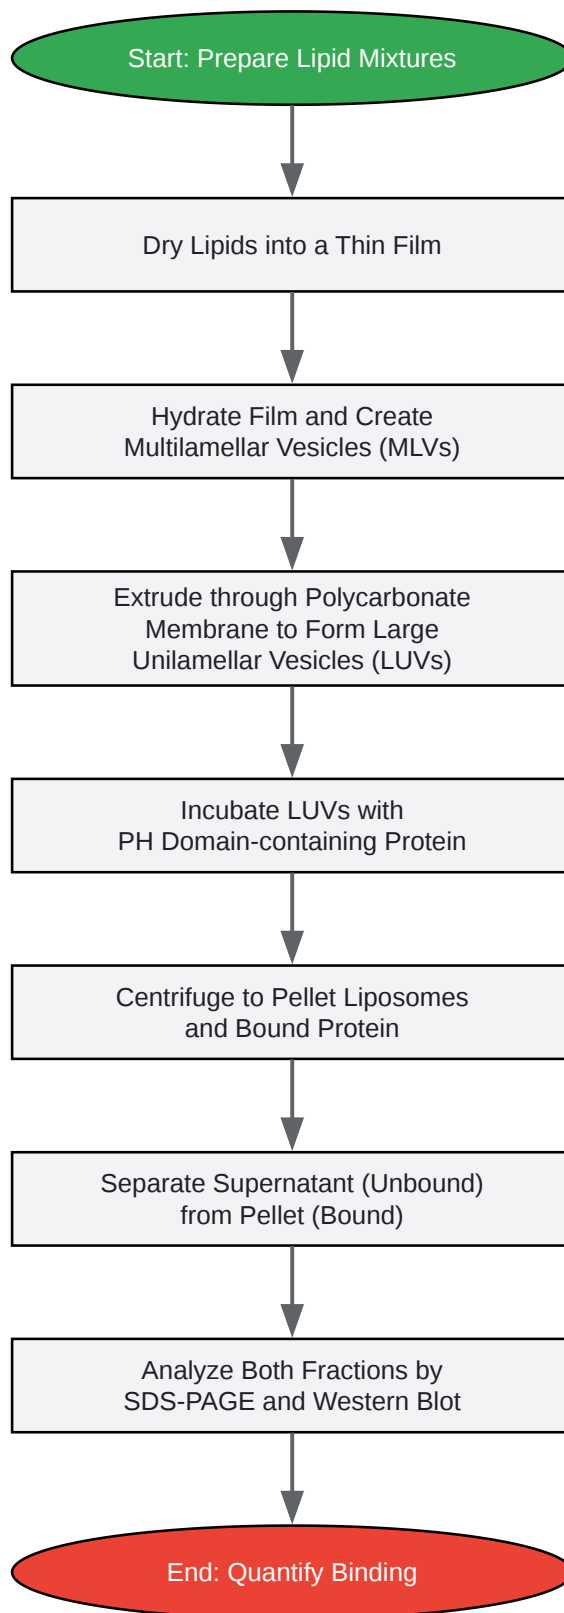 Start: Prepare Lipid Mixtures
Dry Lipids into a Thin Film
Hydrate Film and Create
Multilamellar Vesicles (MLVs)
Extrude through Polycarbonate
Membrane to Form Large
Unilamellar Vesicles (LUVs)
Incubate LUVs with
PH Domain-containing Protein
Centrifuge to Pellet Liposomes
and Bound Protein
Separate Supernatant (Unbound)
from Pellet (Bound)
Analyze Both Fractions by
SDS-PAGE and Western Blot
End: Quantify Binding